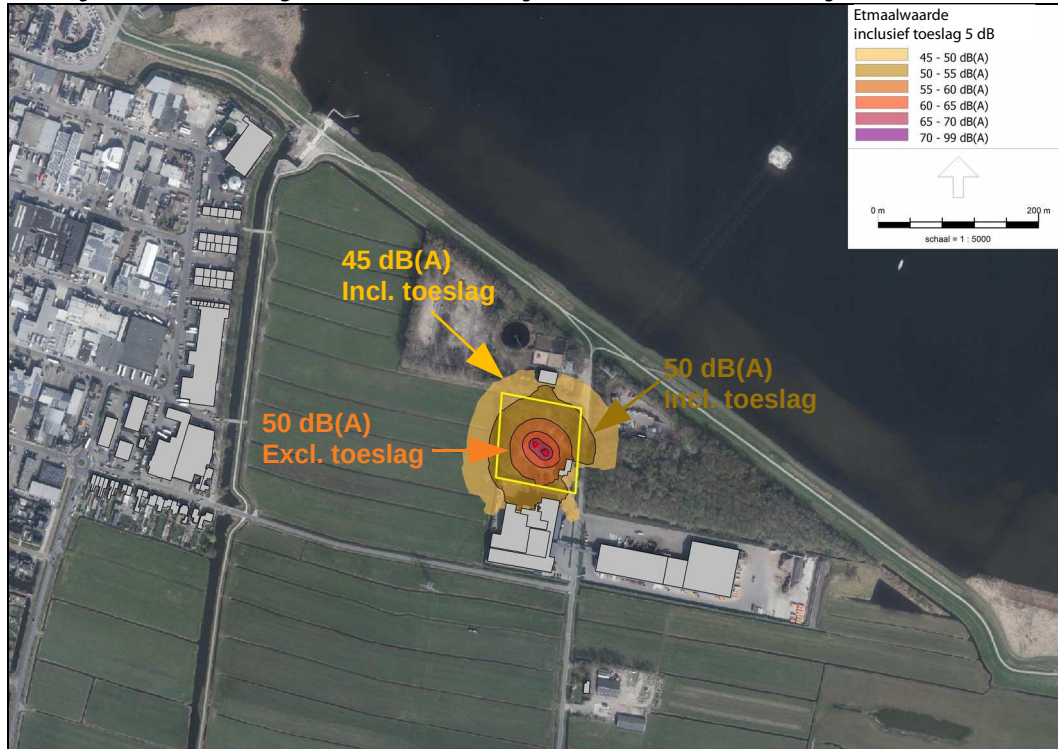 Etmaalwaarde
inclusief toeslag 5 dB
45 - 50 dB(A)
50 - 55 dB(A)
55 - 60 dB(A)
60 - 65 dB(A)
65 - 70 dB(A)
70 - 99 dB(A)
0 m 200 m
schaal = 1 : 5000
45 dB(A)
Incl. toeslag
50 dB(A)
Incl. toeslag
50 dB(A)
Excl. toeslag